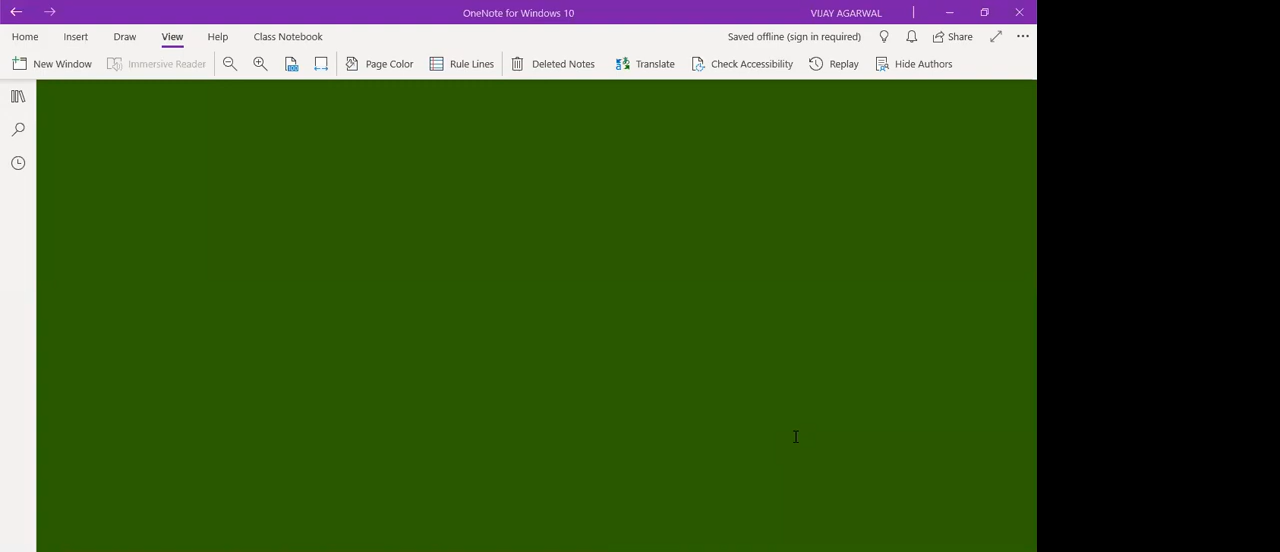 OneNote for Windows 10 VIJAY AGARWAL
Home Insert Draw View Help Class Notebook Saved offline (sign in required) Share
New Window Immersive Reader Page Color Rule Lines Deleted Notes Translate Check Accessibility Replay Hide Authors